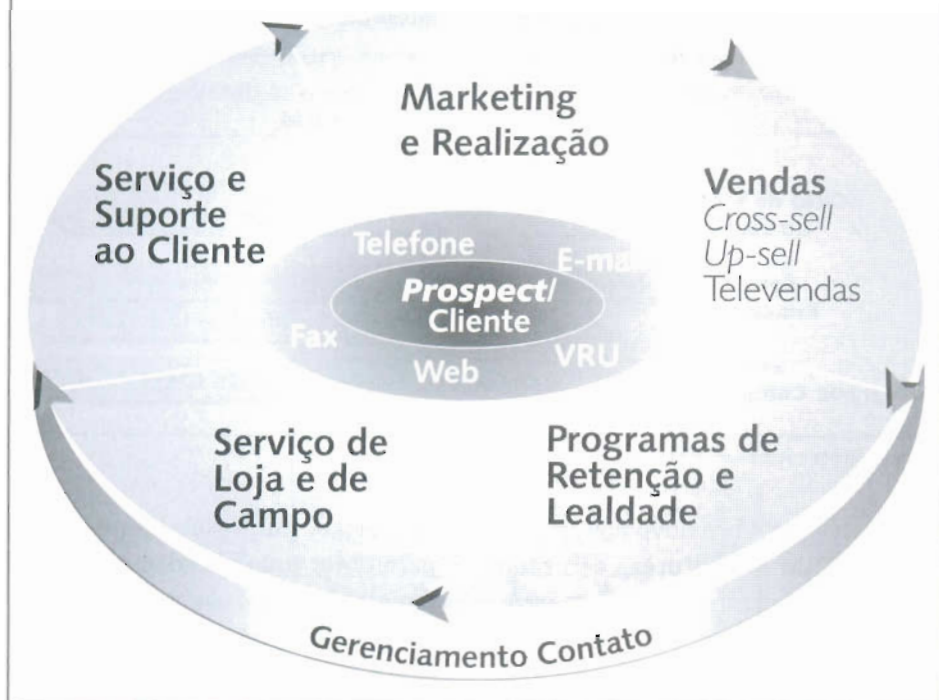 Marketing
e Realização
Serviço e
Suporte
ao Cliente
Vendas
Cross-sell
Up-sell
Televendas
Telefone
Prospect/
Cliente
Fax
VRU
Web
Serviço de
Loja e de
Campo
Programas de
Retenção e
Lealdade
Gerenciamento Contato